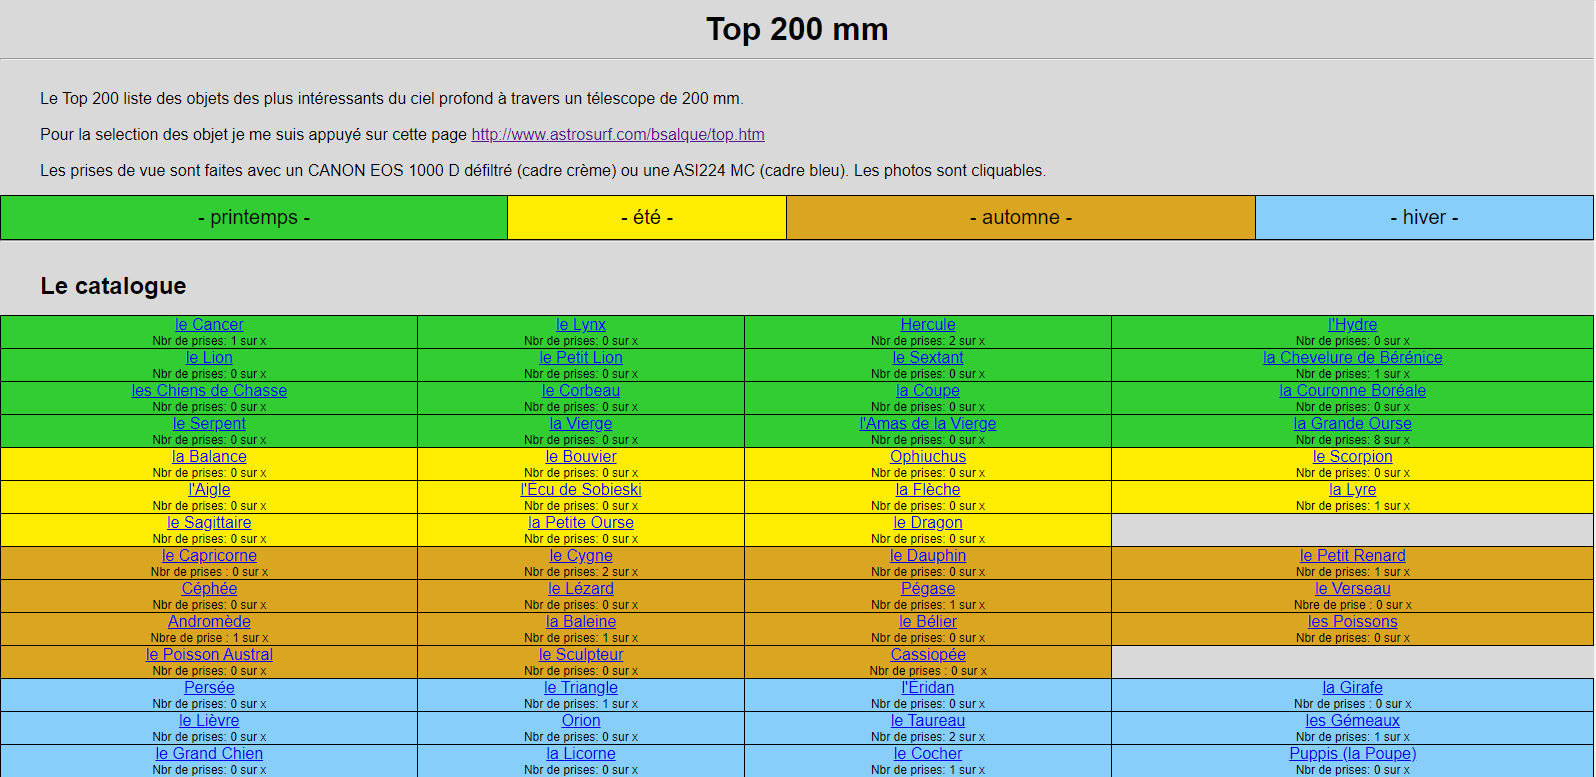 Top 200 mm
Le Top 200 liste des objets des plus intéressants du ciel profond à travers un télescope de 200 mm.
Pour la selection des objet je me suis appuyé sur cette page http://www.astrosurf.com/bsalque/top.htm
Les prises de vue sont faites avec un CANON EOS 1000 D défiltré (cadre crème) ou une ASI224 MC (cadre bleu). Les photos sont cliquables.
- printemps - - été - - automne - - hiver -
Le catalogue
le Cancer le Lynx Hercule l'Hydre
Nbr de prises: 1 sur x Nbr de prises: 0 sur x Nbr de prises: 2 sur x Nbr de prises: 0 sur x
le Lion le Petit Lion le Sextant la Chevelure de Bérénice
Nbr de prises: 0 sur x Nbr de prises: 0 sur x Nbr de prises: 0 sur x Nbr de prises: 1 sur x
les Chiens de Chasse le Corbeau la Coupe la Couronne Boréale
Nbr de prises: 0 sur x Nbr de prises: 0 sur x Nbr de prises: 0 sur x Nbr de prises: 0 sur x
le Serpent la Vierge l'Amas de la Vierge la Grande Ourse
Nbr de prises: 0 sur x Nbr de prises: 0 sur x Nbr de prises: 0 sur x Nbr de prises: 8 sur x
la Balance le Bouvier Ophiuchus le Scorpion
Nbr de prises: 0 sur x Nbr de prises: 0 sur x Nbr de prises: 0 sur x Nbr de prises: 0 sur x
l'Aigle l'Écu de Sobieski la Flèche la Lyre
Nbr de prises: 0 sur x Nbr de prises: 0 sur x Nbr de prises: 0 sur x Nbr de prises: 1 sur x
le Sagittaire la Petite Ourse le Dragon
Nbr de prises: 0 sur x Nbr de prises: 0 sur x Nbr de prises: 0 sur x
le Capricorne le Cygne le Dauphin le Petit Renard
Nbr de prises : 0 sur x Nbr de prises: 2 sur x Nbr de prises: 0 sur x Nbr de prises: 1 sur x
Céphée le Lézard Pégase le Verseau
Nbr de prises: 0 sur x Nbr de prises: 0 sur x Nbr de prises: 1 sur x Nbre de prise : 0 sur x
Andromède la Baleine le Bélier les Poissons
Nbre de prise : 1 sur x Nbr de prises: 1 sur x Nbr de prises: 0 sur x Nbr de prises: 0 sur x
le Poisson Austral le Sculpteur Cassiopée
Nbr de prises: 0 sur x Nbr de prises: 0 sur x Nbr de prises : 0 sur x
Persée le Triangle l'Éridan la Girafe
Nbr de prises: 0 sur x Nbr de prises: 1 sur x Nbr de prises: 0 sur x Nbr de prises : 0 sur x
le Lièvre Orion le Taureau les Gémeaux
Nbr de prises: 0 sur x Nbr de prises: 0 sur x Nbr de prises: 2 sur x Nbr de prises: 1 sur x
le Grand Chien la Licorne le Cocher Puppis (la Poupe)
Nbr de prises: 0 sur x Nbr de prises: 0 sur x Nbr de prises: 1 sur x Nbr de prises: 0 sur x